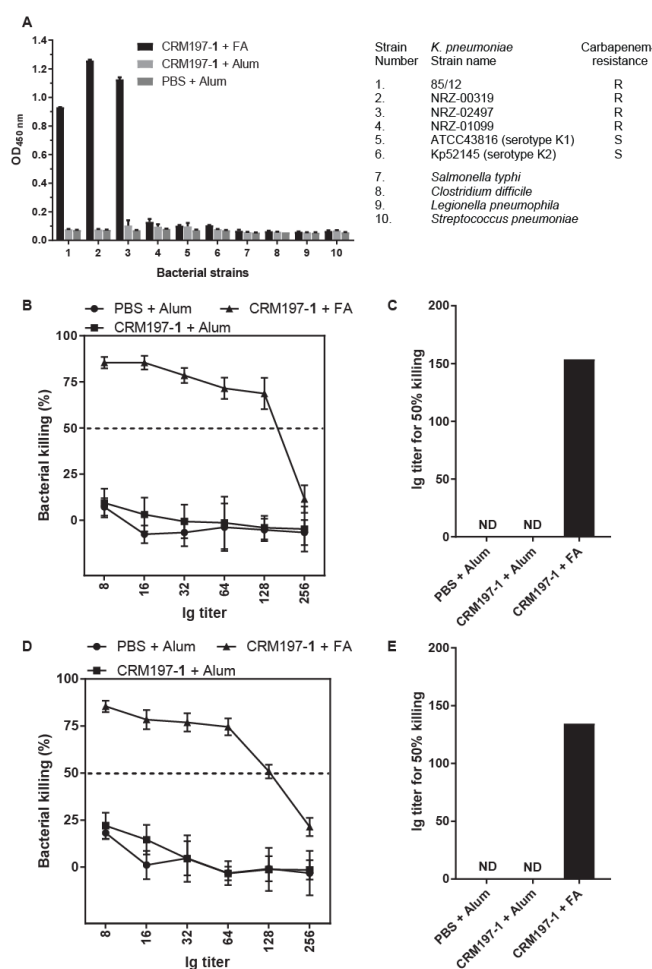 A
CRM197-1 + FA
CRM197-1 + Alum
PBS + Alum
OD450 nm
1.4
1.2
1.0
0.8
0.6
0.4
0.2
0.0
1 2 3 4 5 6 7 8 9 10
Bacterial strains
Strain K. pneumoniae Carbapenem
Number Strain name resistance
1. 85/12 R
2. NRZ-00319 R
3. NRZ-02497 R
4. NRZ-01099 R
5. ATCC43816 (serotype K1) S
6. Kp52145 (serotype K2) S
7. Salmonella typhi
8. Clostridium difficile
9. Legionella pneumophila
10. Streptococcus pneumoniae
B
PBS + Alum CRM197-1 + FA
CRM197-1 + Alum
Bacterial killing (%)
100
75
50
25
0
8 16 32 64 128 256
Ig titer
C
Ig titer for 50% killing
200
150
100
50
0
ND ND
PBS + Alum
CRM197-1 + Alum
CRM197-1 + FA
D
PBS + Alum CRM197-1 + FA
CRM197-1 + Alum
Bacterial killing (%)
100
75
50
25
0
8 16 32 64 128 256
Ig titer
E
Ig titer for 50% killing
200
150
100
50
0
ND ND
PBS + Alum
CRM197-1 + Alum
CRM197-1 + FA